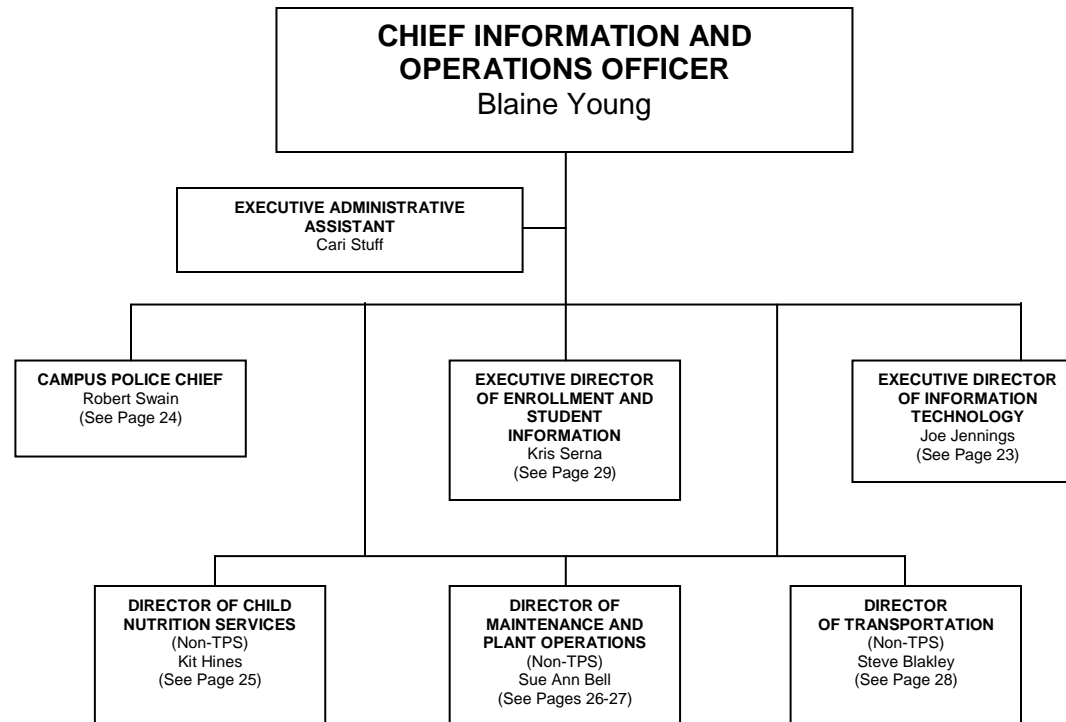 CHIEF INFORMATION AND
OPERATIONS OFFICER
Blaine Young
EXECUTIVE ADMINISTRATIVE
ASSISTANT
Cari Stuff
CAMPUS POLICE CHIEF
Robert Swain
(See Page 24)
EXECUTIVE DIRECTOR
OF ENROLLMENT AND
STUDENT
INFORMATION
Kris Serna
(See Page 29)
EXECUTIVE DIRECTOR
OF INFORMATION
TECHNOLOGY
Joe Jennings
(See Page 23)
DIRECTOR OF CHILD
NUTRITION SERVICES
(Non-TPS)
Kit Hines
(See Page 25)
DIRECTOR OF
MAINTENANCE AND
PLANT OPERATIONS
(Non-TPS)
Sue Ann Bell
(See Pages 26-27)
DIRECTOR
OF TRANSPORTATION
(Non-TPS)
Steve Blakley
(See Page 28)